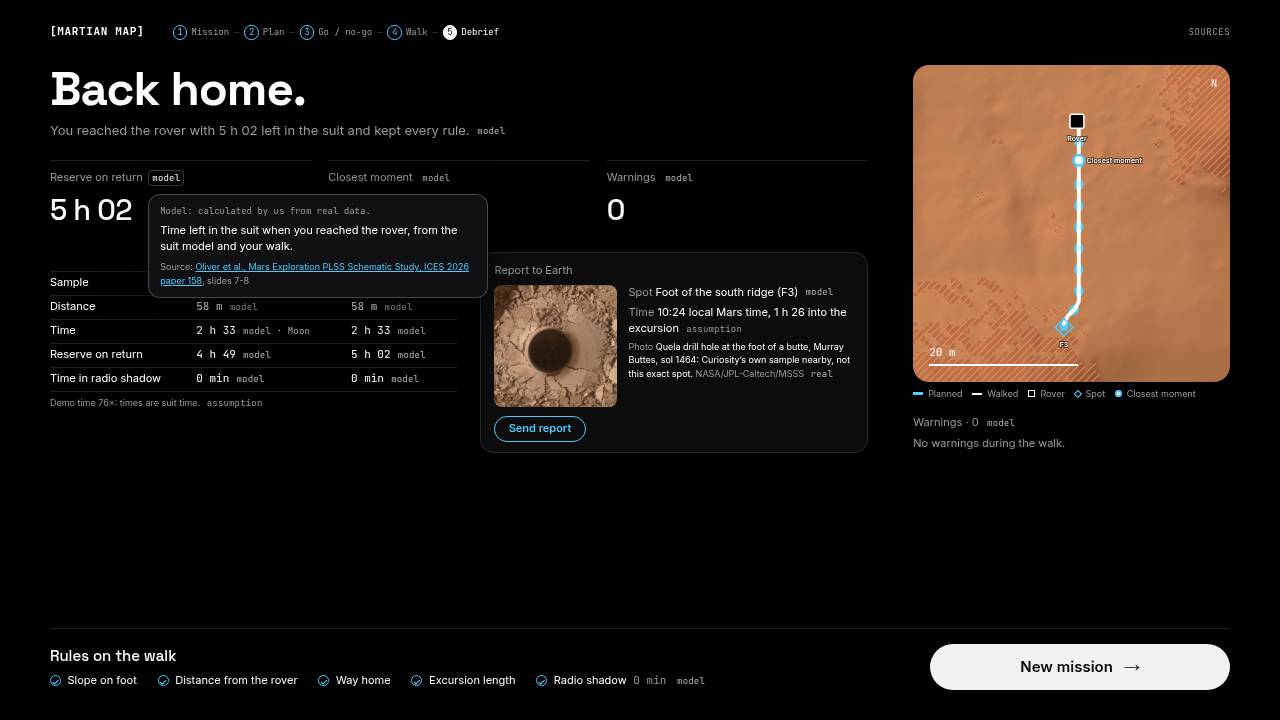 [MARTIAN MAP]
1 Mission — 2 Plan — 3 Go / no-go — 4 Walk — 5 Debrief
SOURCES
Back home.
You reached the rover with 5 h 02 left in the suit and kept every rule. model
Reserve on return model
5 h 02
Closest moment model
Warnings model
0
Model: calculated by us from real data.
Time left in the suit when you reached the rover, from the
suit model and your walk.
Source: Oliver et al., Mars Exploration PLSS Schematic Study, ICES 2026
paper 158, slides 7-8
Sample
Distance 58 m model 58 m model
Time 2 h 33 model · Moon 2 h 33 model
Reserve on return 4 h 49 model 5 h 02 model
Time in radio shadow 0 min model 0 min model
Demo time 76×: times are suit time. assumption
Report to Earth
Spot Foot of the south ridge (F3) model
Time 10:24 local Mars time, 1 h 26 into the
excursion assumption
Photo Quela drill hole at the foot of a butte, Murray
Buttes, sol 1464: Curiosity's own sample nearby, not
this exact spot. NASA/JPL-Caltech/MSSS real
Send report
N
Rover
Closest moment
F3
20 m
Planned Walked Rover Spot Closest moment
Warnings · 0 model
No warnings during the walk.
Rules on the walk
Slope on foot Distance from the rover Way home Excursion length Radio shadow 0 min model
New mission →